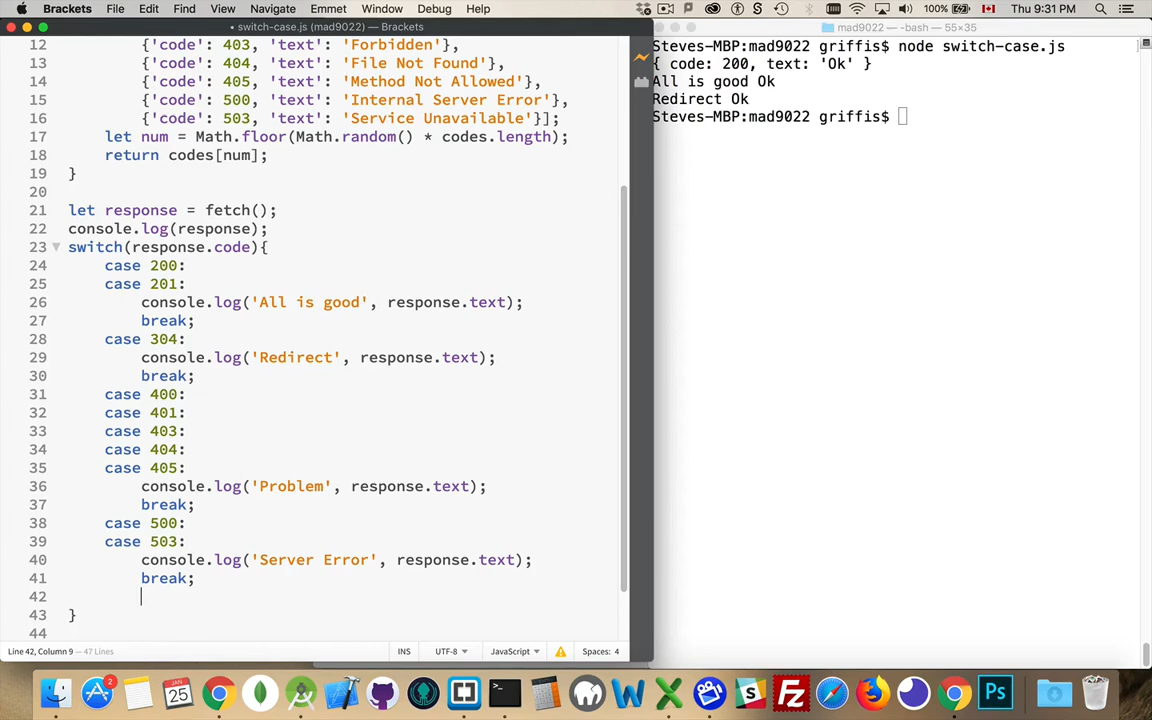 Brackets File Edit Find View Navigate Emmet Window Debug Help 100% Thu 9:31 PM
• switch-case.js (mad9022) — Brackets
mad9022 — -bash — 55×35
12 {'code': 403, 'text': 'Forbidden'},
13 {'code': 404, 'text': 'File Not Found'},
14 {'code': 405, 'text': 'Method Not Allowed'},
15 {'code': 500, 'text': 'Internal Server Error'},
16 {'code': 503, 'text': 'Service Unavailable'}];
17 let num = Math.floor(Math.random() * codes.length);
18 return codes[num];
19 }
20
21 let response = fetch();
22 console.log(response);
23 switch(response.code){
24 case 200:
25 case 201:
26 console.log('All is good', response.text);
27 break;
28 case 304:
29 console.log('Redirect', response.text);
30 break;
31 case 400:
32 case 401:
33 case 403:
34 case 404:
35 case 405:
36 console.log('Problem', response.text);
37 break;
38 case 500:
39 case 503:
40 console.log('Server Error', response.text);
41 break;
42
43 }
44
Steves-MBP:mad9022 griffis$ node switch-case.js
{ code: 200, text: 'Ok' }
All is good Ok
Redirect Ok
Steves-MBP:mad9022 griffis$
Line 42, Column 9 — 47 Lines INS UTF-8 JavaScript Spaces: 4
2
JAN
25
Ps